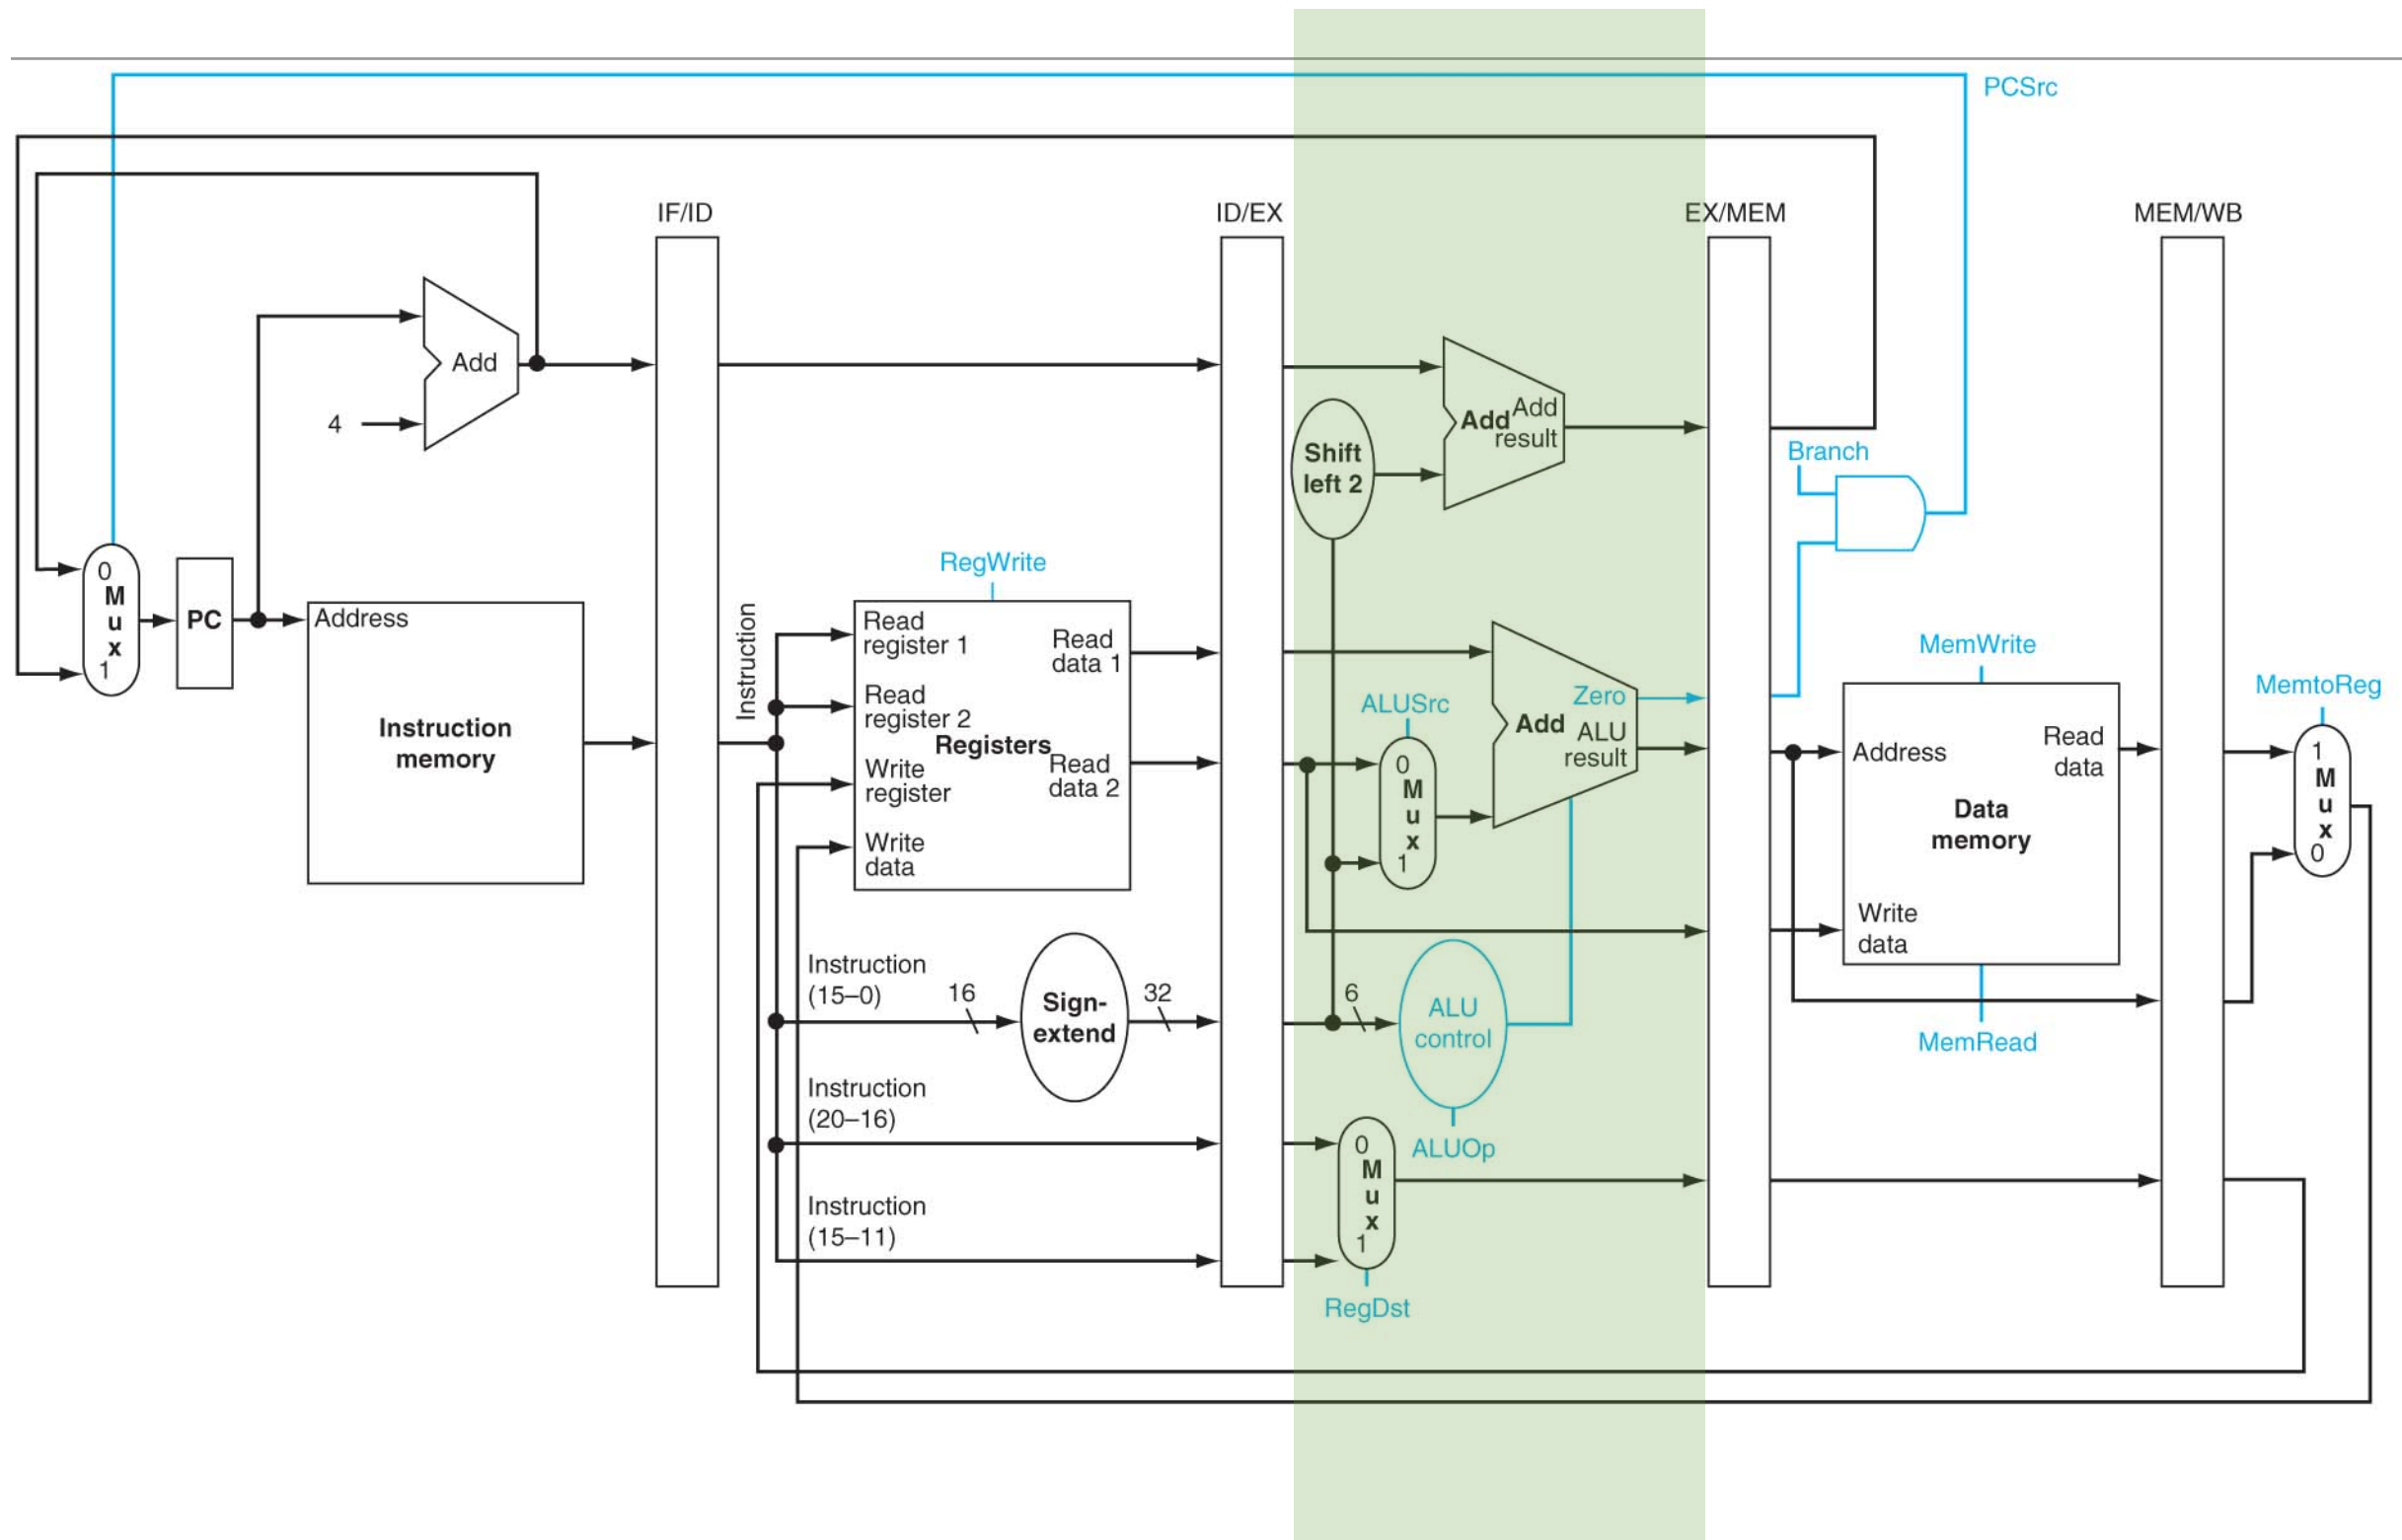 PCSrc
IF/ID
ID/EX
EX/MEM
MEM/WB
Add
4
Shift
left 2
Add
Add
result
Branch
0
M
u
x
1
PC
Address
Instruction
memory
Instruction
RegWrite
Read
register 1
Read
register 2
Write
register
Write
data
Registers
Read
data 1
Read
data 2
Instruction
(15–0)
16
Sign-
extend
32
Instruction
(20–16)
Instruction
(15–11)
ALUSrc
0
M
u
x
1
Add
Zero
ALU
result
6
ALU
control
ALUOp
0
M
u
x
1
RegDst
MemWrite
Address
Read
data
Data
memory
Write
data
MemRead
MemtoReg
1
M
u
x
0